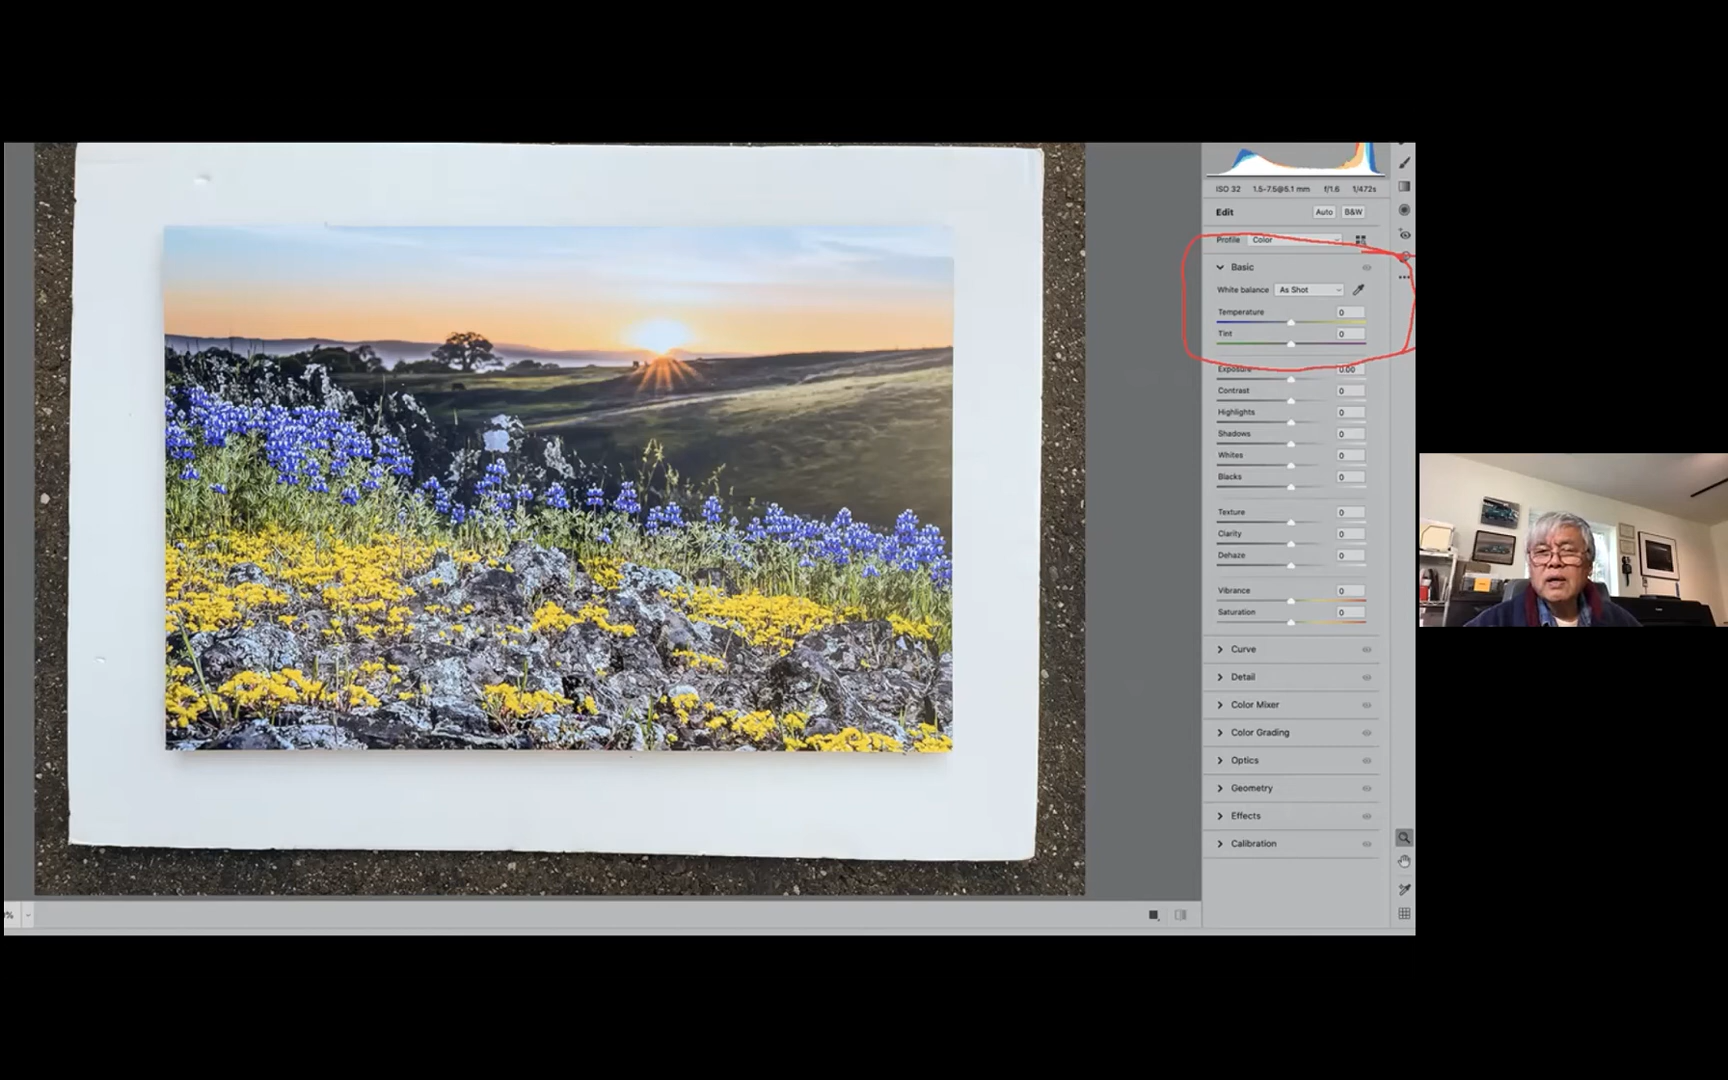 ISO 32 1.5-7.5@5.1 mm f/1.6 1/472s
Edit Auto B&W
Profile Color
Basic
White balance As Shot
Temperature 0
Tint 0
Exposure 0.00
Contrast 0
Highlights 0
Shadows 0
Whites 0
Blacks 0
Texture 0
Clarity 0
Dehaze 0
Vibrance 0
Saturation 0
Curve
Detail
Color Mixer
Color Grading
Optics
Geometry
Effects
Calibration